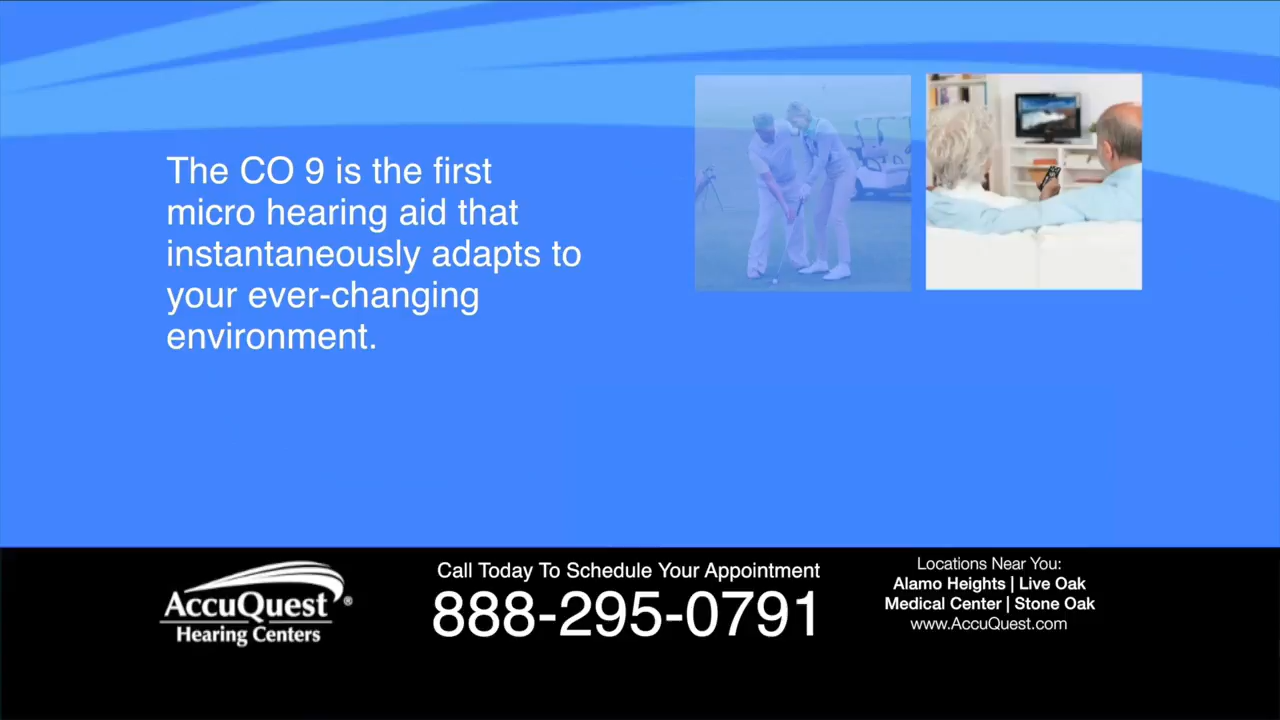 The CO 9 is the first
micro hearing aid that
instantaneously adapts to
your ever-changing
environment.
AccuQuest®
Hearing Centers
Call Today To Schedule Your Appointment
888-295-0791
Locations Near You:
Alamo Heights | Live Oak
Medical Center | Stone Oak
www.AccuQuest.com